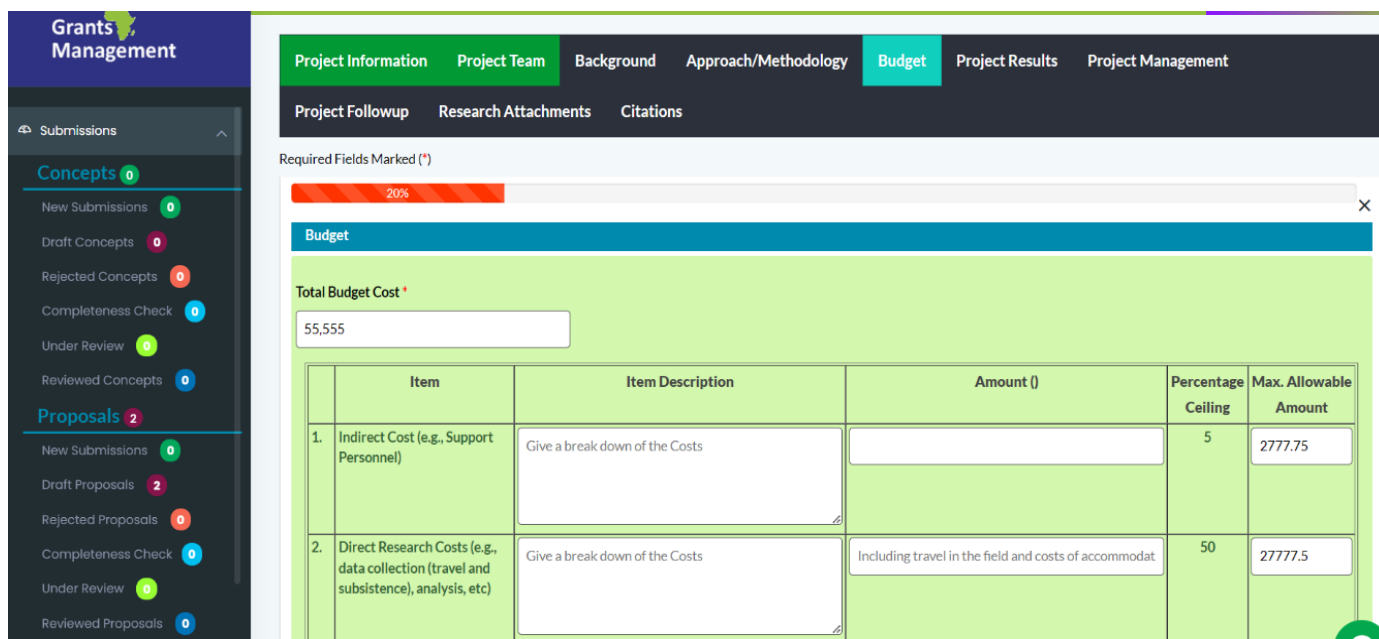 Grants
Management
Submissions
Concepts 0
New Submissions 0
Draft Concepts 0
Rejected Concepts 0
Completeness Check 0
Under Review 0
Reviewed Concepts 0
Proposals 2
New Submissions 0
Draft Proposals 2
Rejected Proposals 0
Completeness Check 0
Under Review 0
Reviewed Proposals 0
Project Information Project Team Background Approach/Methodology Budget Project Results Project Management
Project Followup Research Attachments Citations
Required Fields Marked (*)
20%
×
Budget
Total Budget Cost *
55,555
Item Item Description Amount () Percentage Ceiling Max. Allowable Amount
1. Indirect Cost (e.g., Support
Personnel)
Give a break down of the Costs
5
2777.75
2. Direct Research Costs (e.g.,
data collection (travel and
subsistence), analysis, etc)
Give a break down of the Costs
Including travel in the field and costs of accommodat
50
27777.5